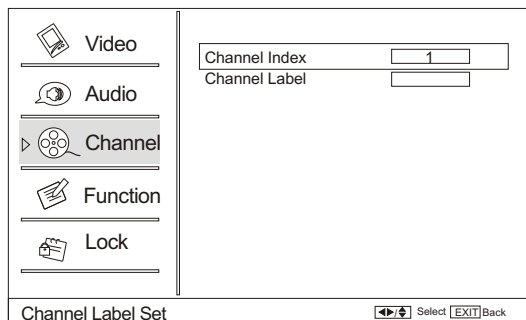 Video
Audio
Channel
Function
Lock
Channel Index 1
Channel Label
Channel Label Set
◀▶/▲▼ Select EXIT Back